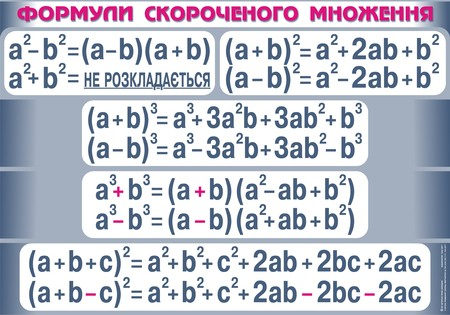 ФОРМУЛИ СКОРОЧЕНОГО МНОЖЕННЯ
a²−b²=(a−b)(a+b)
a²+b²= НЕ РОЗКЛАДАЄТЬСЯ
(a+b)²=a²+2ab+b²
(a−b)²=a²−2ab+b²
(a+b)³=a³+3a²b+3ab²+b³
(a−b)³=a³−3a²b+3ab²−b³
a³+b³=(a+b)(a²−ab+b²)
a³−b³=(a−b)(a²+ab+b²)
(a+b+c)²=a²+b²+c²+2ab+2bc+2ac
(a+b−c)²=a²+b²+c²+2ab−2bc−2ac